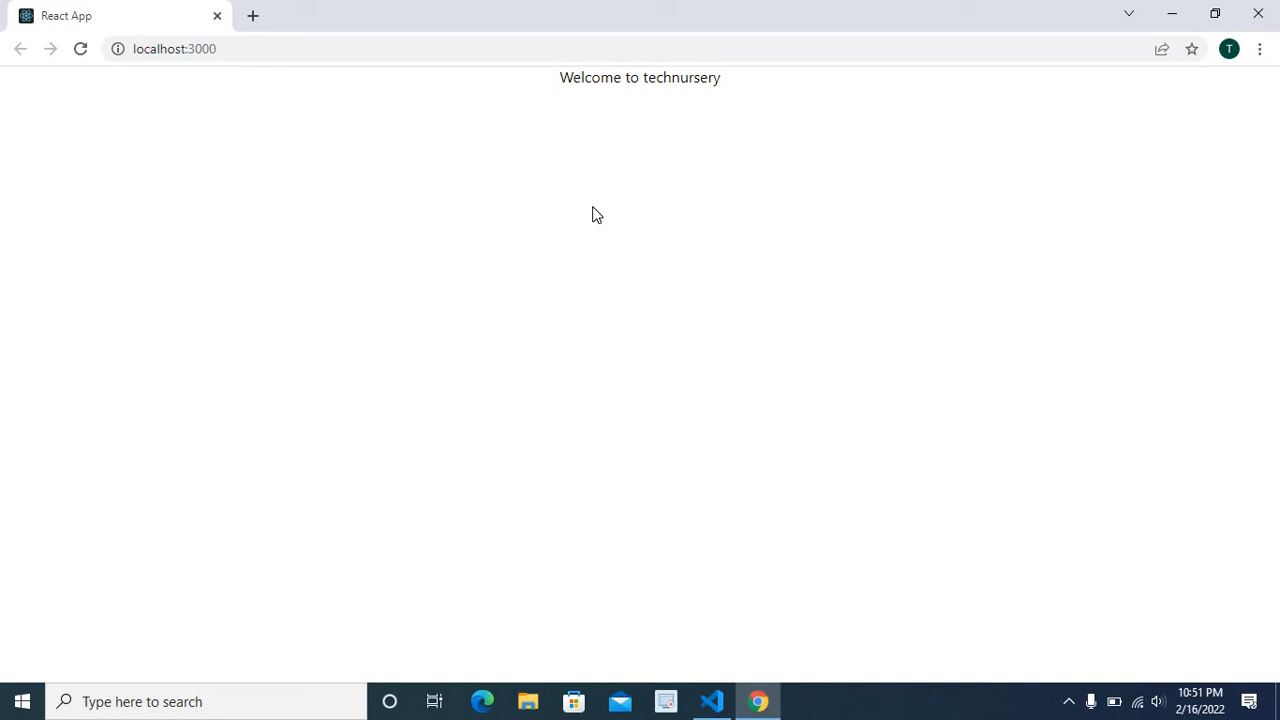 React App
localhost:3000
T
Welcome to technursery
Type here to search
10:51 PM
2/16/2022